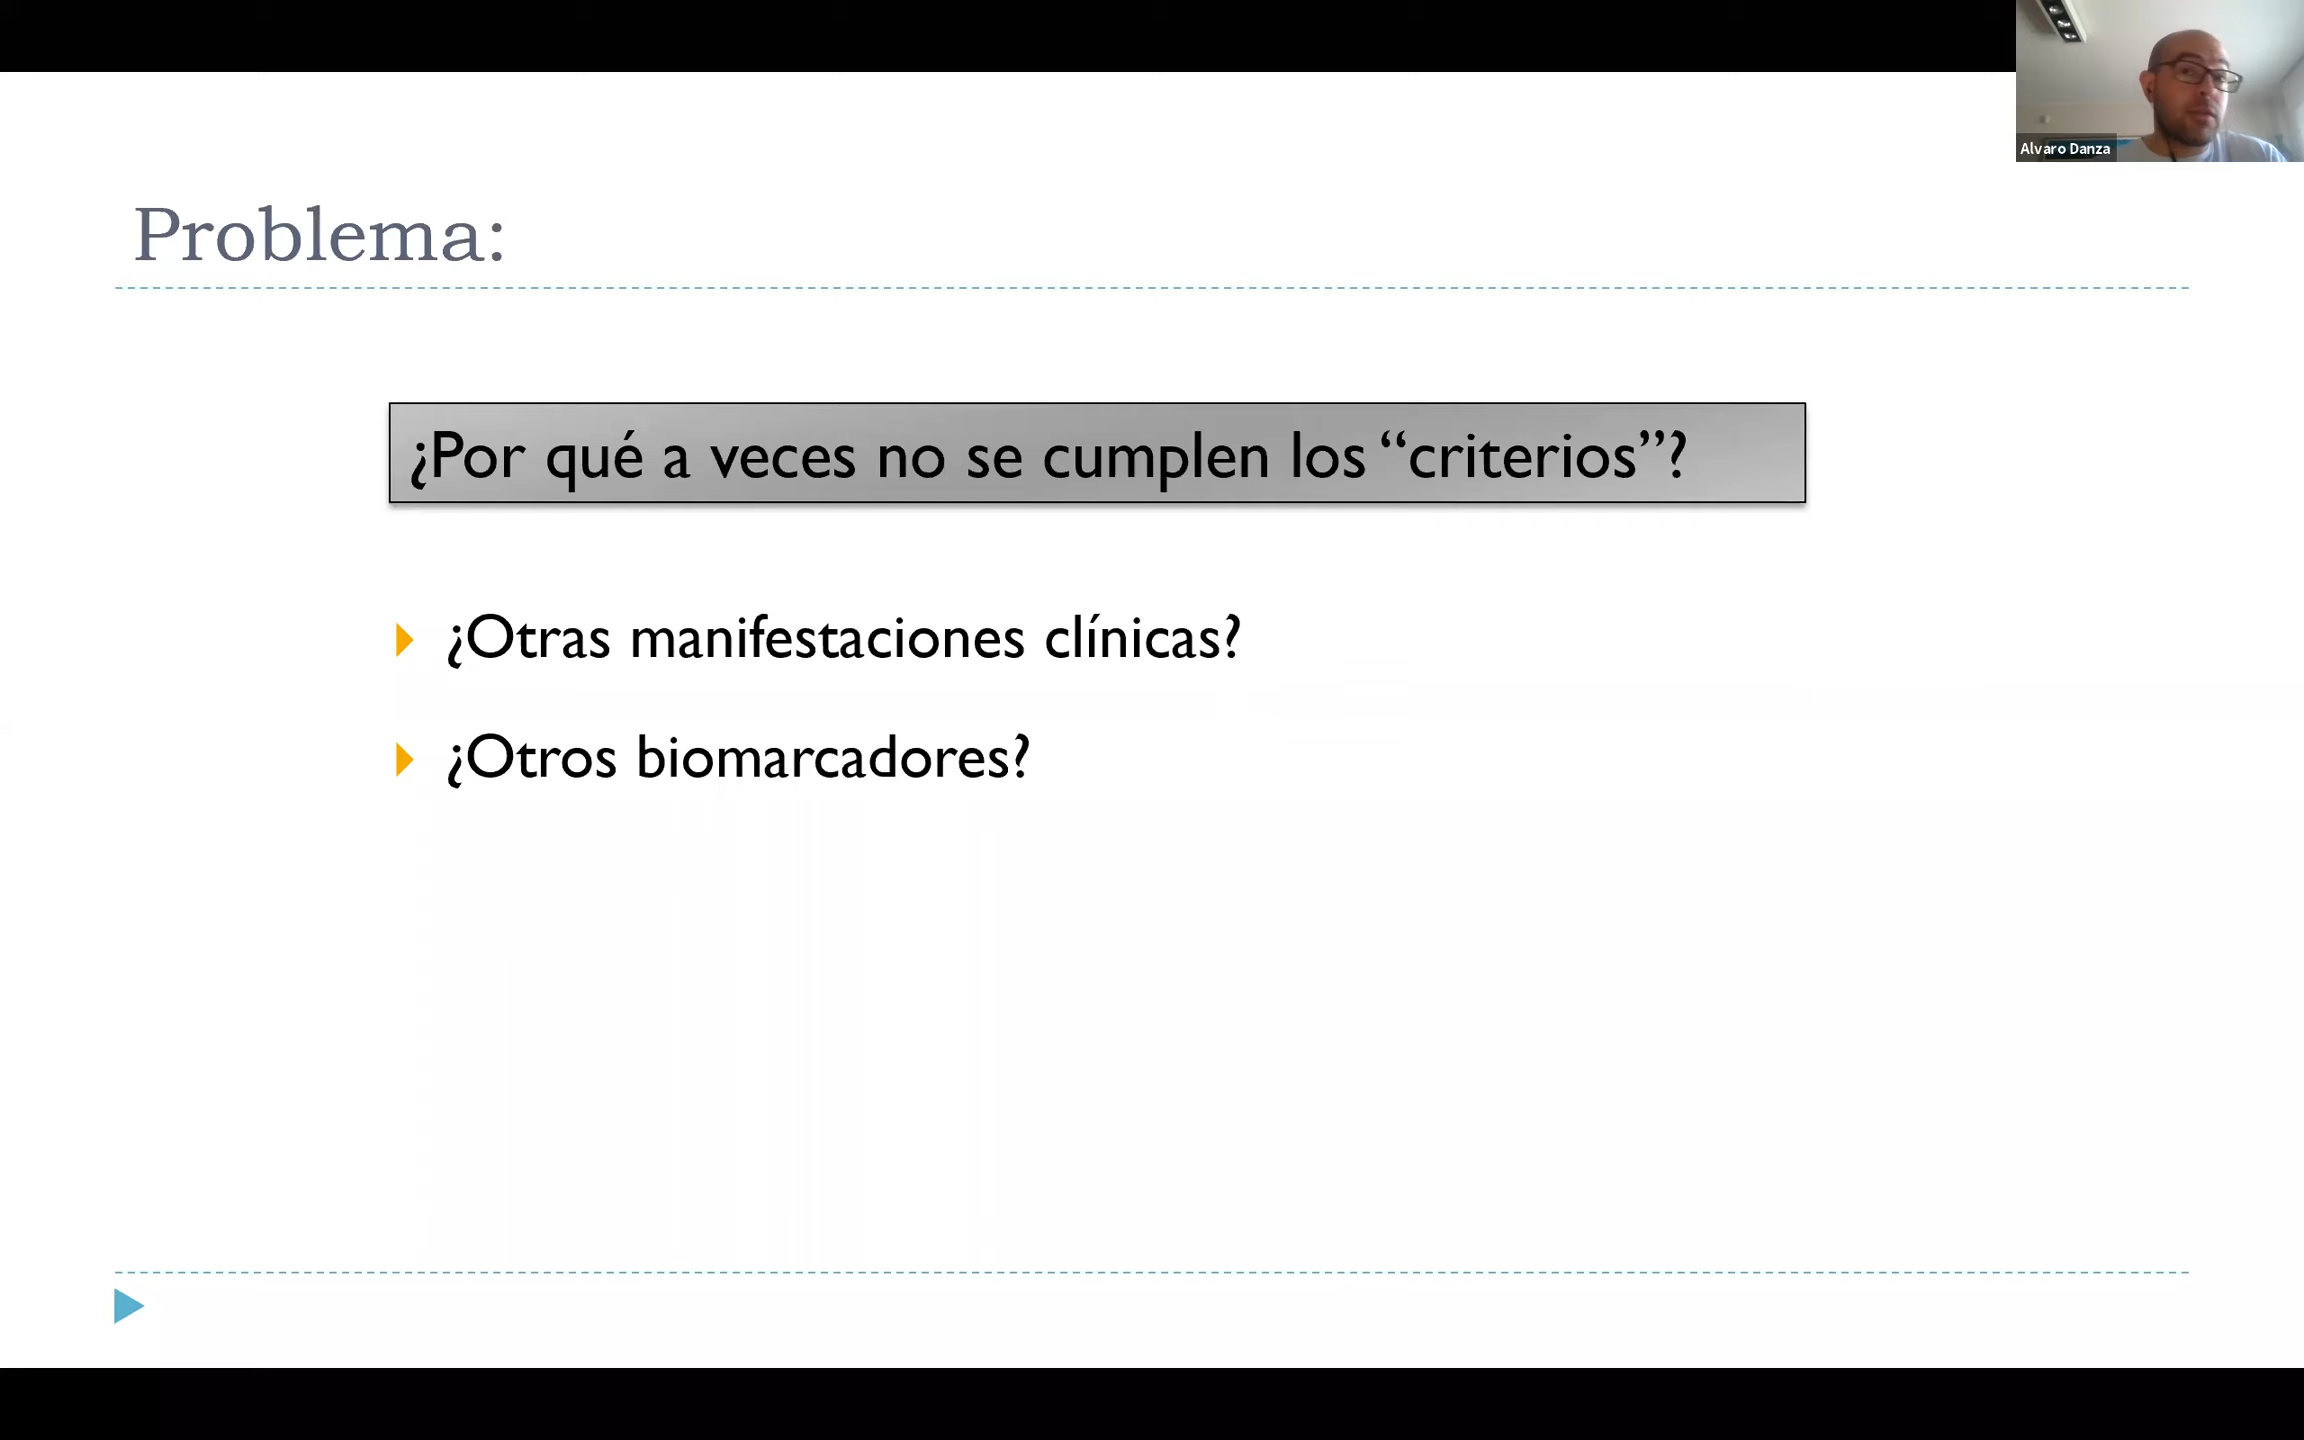 Alvaro Danza
Problema:
¿Por qué a veces no se cumplen los “criterios”?
¿Otras manifestaciones clínicas?
¿Otros biomarcadores?